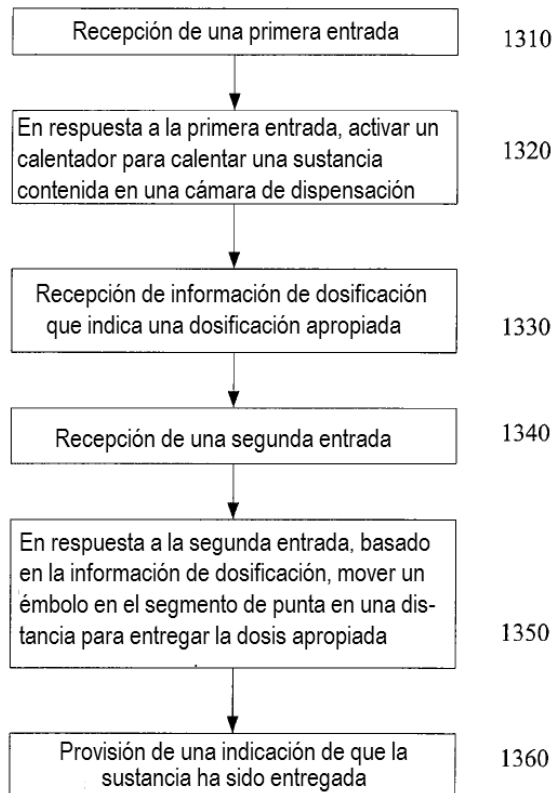 Recepción de una primera entrada
1310
En respuesta a la primera entrada, activar un
calentador para calentar una sustancia
contenida en una cámara de dispensación
1320
Recepción de información de dosificación
que indica una dosificación apropiada
1330
Recepción de una segunda entrada
1340
En respuesta a la segunda entrada, basado
en la información de dosificación, mover un
émbolo en el segmento de punta en una dis-
tancia para entregar la dosis apropiada
1350
Provisión de una indicación de que la
sustancia ha sido entregada
1360